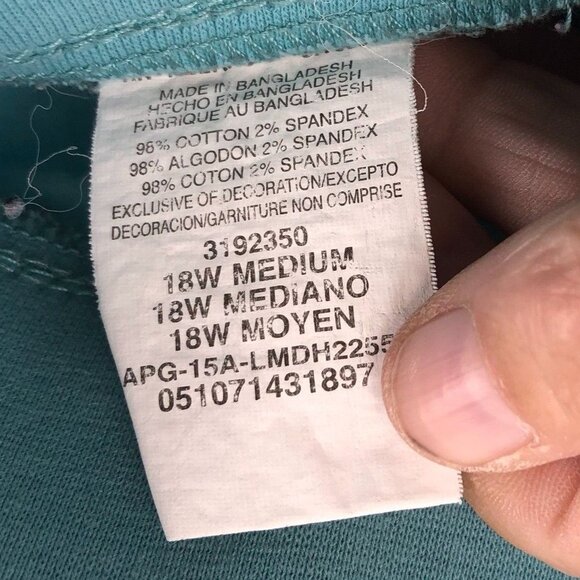 MADE IN BANGLADESH
HECHO EN BANGLADESH
FABRIQUE AU BANGLADESH
98% COTTON 2% SPANDEX
98% ALGODON 2% SPANDEX
98% COTON 2% SPANDEX
EXCLUSIVE OF DECORATION/EXCEPTO
DECORACION/GARNITURE NON COMPRISE
3192350
18W MEDIUM
18W MEDIANO
18W MOYEN
APG-15A-LMDH2255
051071431897